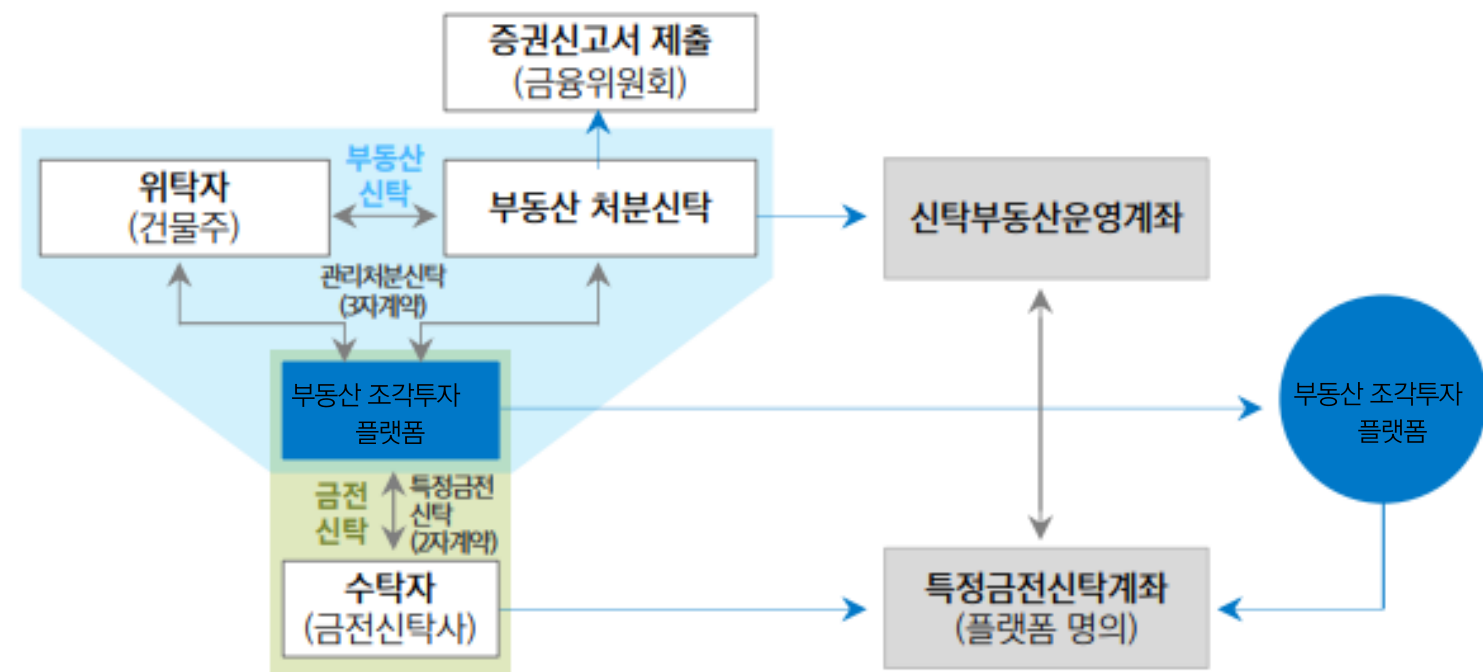 증권신고서 제출
(금융위원회)
위탁자
(건물주)
부동산
신탁
부동산 처분신탁
신탁부동산운영계좌
관리처분신탁
(3자계약)
부동산 조각투자
플랫폼
부동산 조각투자
플랫폼
금전
신탁
특정금전
신탁
(2자계약)
수탁자
(금전신탁사)
특정금전신탁계좌
(플랫폼 명의)